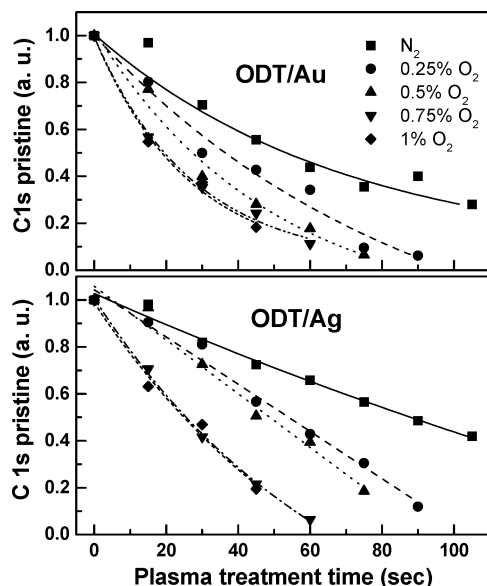 ODT/Au
N2
0.25% O2
0.5% O2
0.75% O2
1% O2
C1s pristine (a. u.)
1.0
0.8
0.6
0.4
0.2
0.0
ODT/Ag
C 1s pristine (a. u.)
1.0
0.8
0.6
0.4
0.2
0.0
0 20 40 60 80 100
Plasma treatment time (sec)